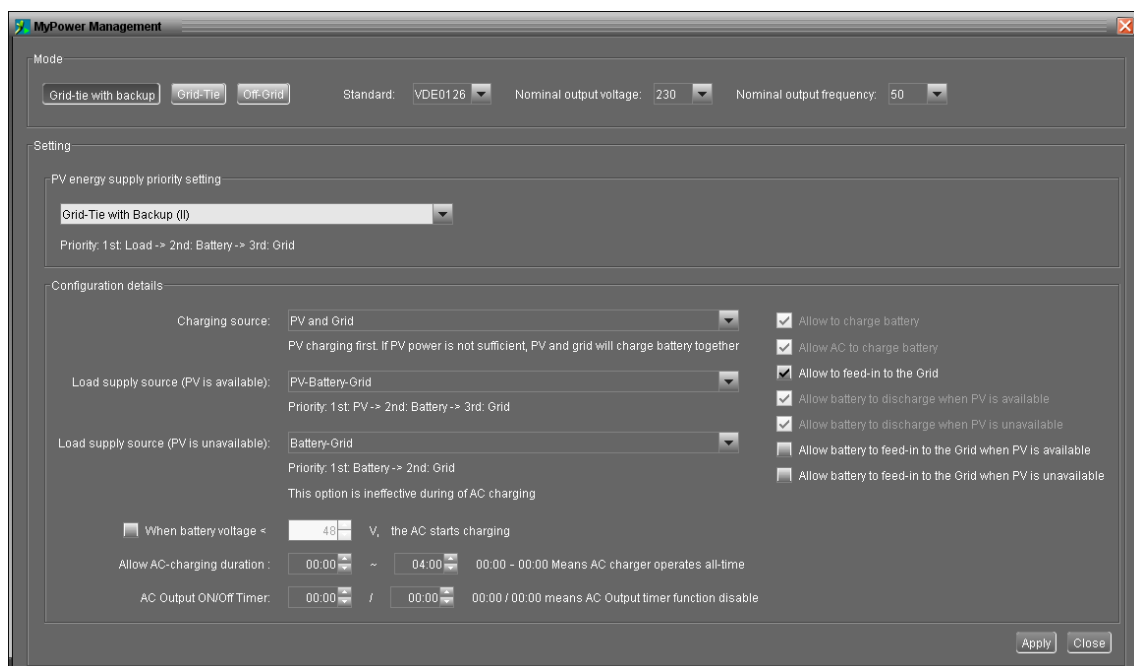 MyPower Management
Mode
Grid-tie with backup Grid-Tie Off-Grid Standard: VDE0126 Nominal output voltage: 230 Nominal output frequency: 50
Setting
PV energy supply priority setting
Grid-Tie with Backup (II)
Priority: 1st: Load -> 2nd: Battery -> 3rd: Grid
Configuration details
Charging source: PV and Grid
PV charging first. If PV power is not sufficient, PV and grid will charge battery together
Load supply source (PV is available): PV-Battery-Grid
Priority: 1st: PV -> 2nd: Battery -> 3rd: Grid
Load supply source (PV is unavailable): Battery-Grid
Priority: 1st: Battery -> 2nd: Grid
This option is ineffective during of AC charging
When battery voltage < 48 V, the AC starts charging
Allow AC-charging duration : 00:00 ~ 04:00 00:00 - 00:00 Means AC charger operates all-time
AC Output ON/Off Timer: 00:00 / 00:00 00:00 / 00:00 means AC Output timer function disable
Allow to charge battery
Allow AC to charge battery
Allow to feed-in to the Grid
Allow battery to discharge when PV is available
Allow battery to discharge when PV is unavailable
Allow battery to feed-in to the Grid when PV is available
Allow battery to feed-in to the Grid when PV is unavailable
Apply Close